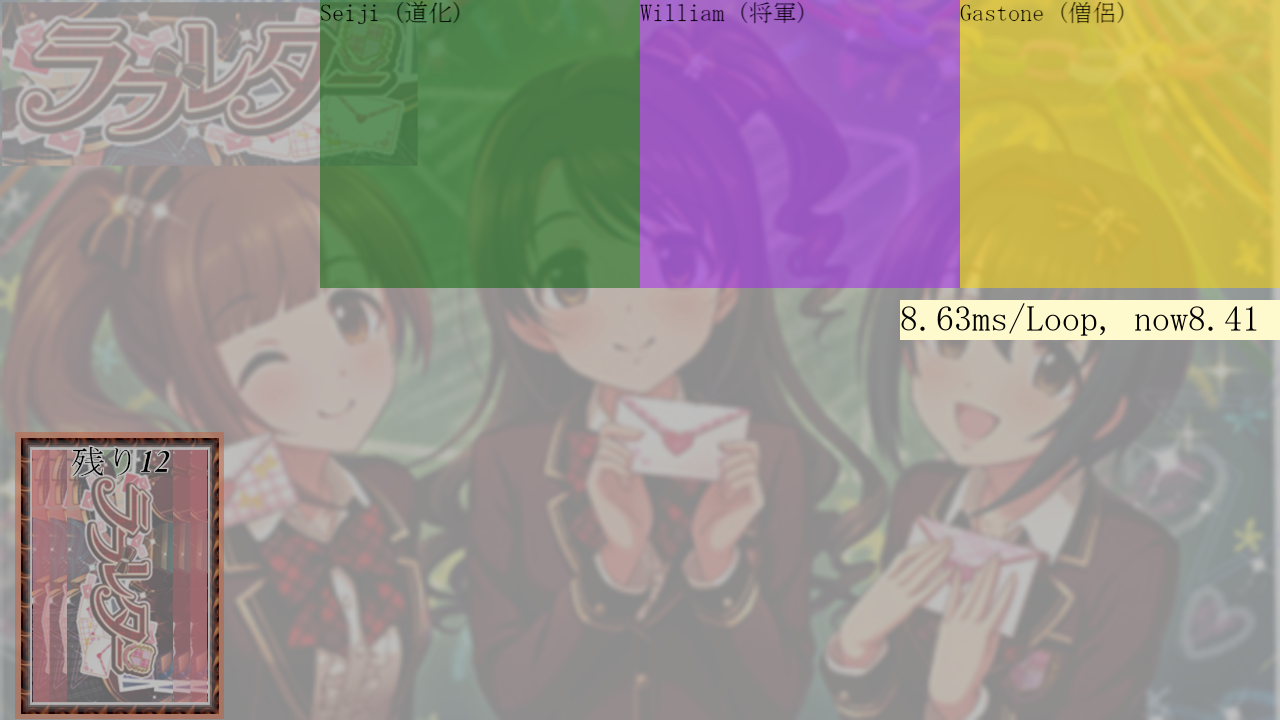 ラブレター
Seiji (道化)
William (将軍)
Gastone (僧侶)
8.63ms/Loop, now8.41
残り12
ラブレター